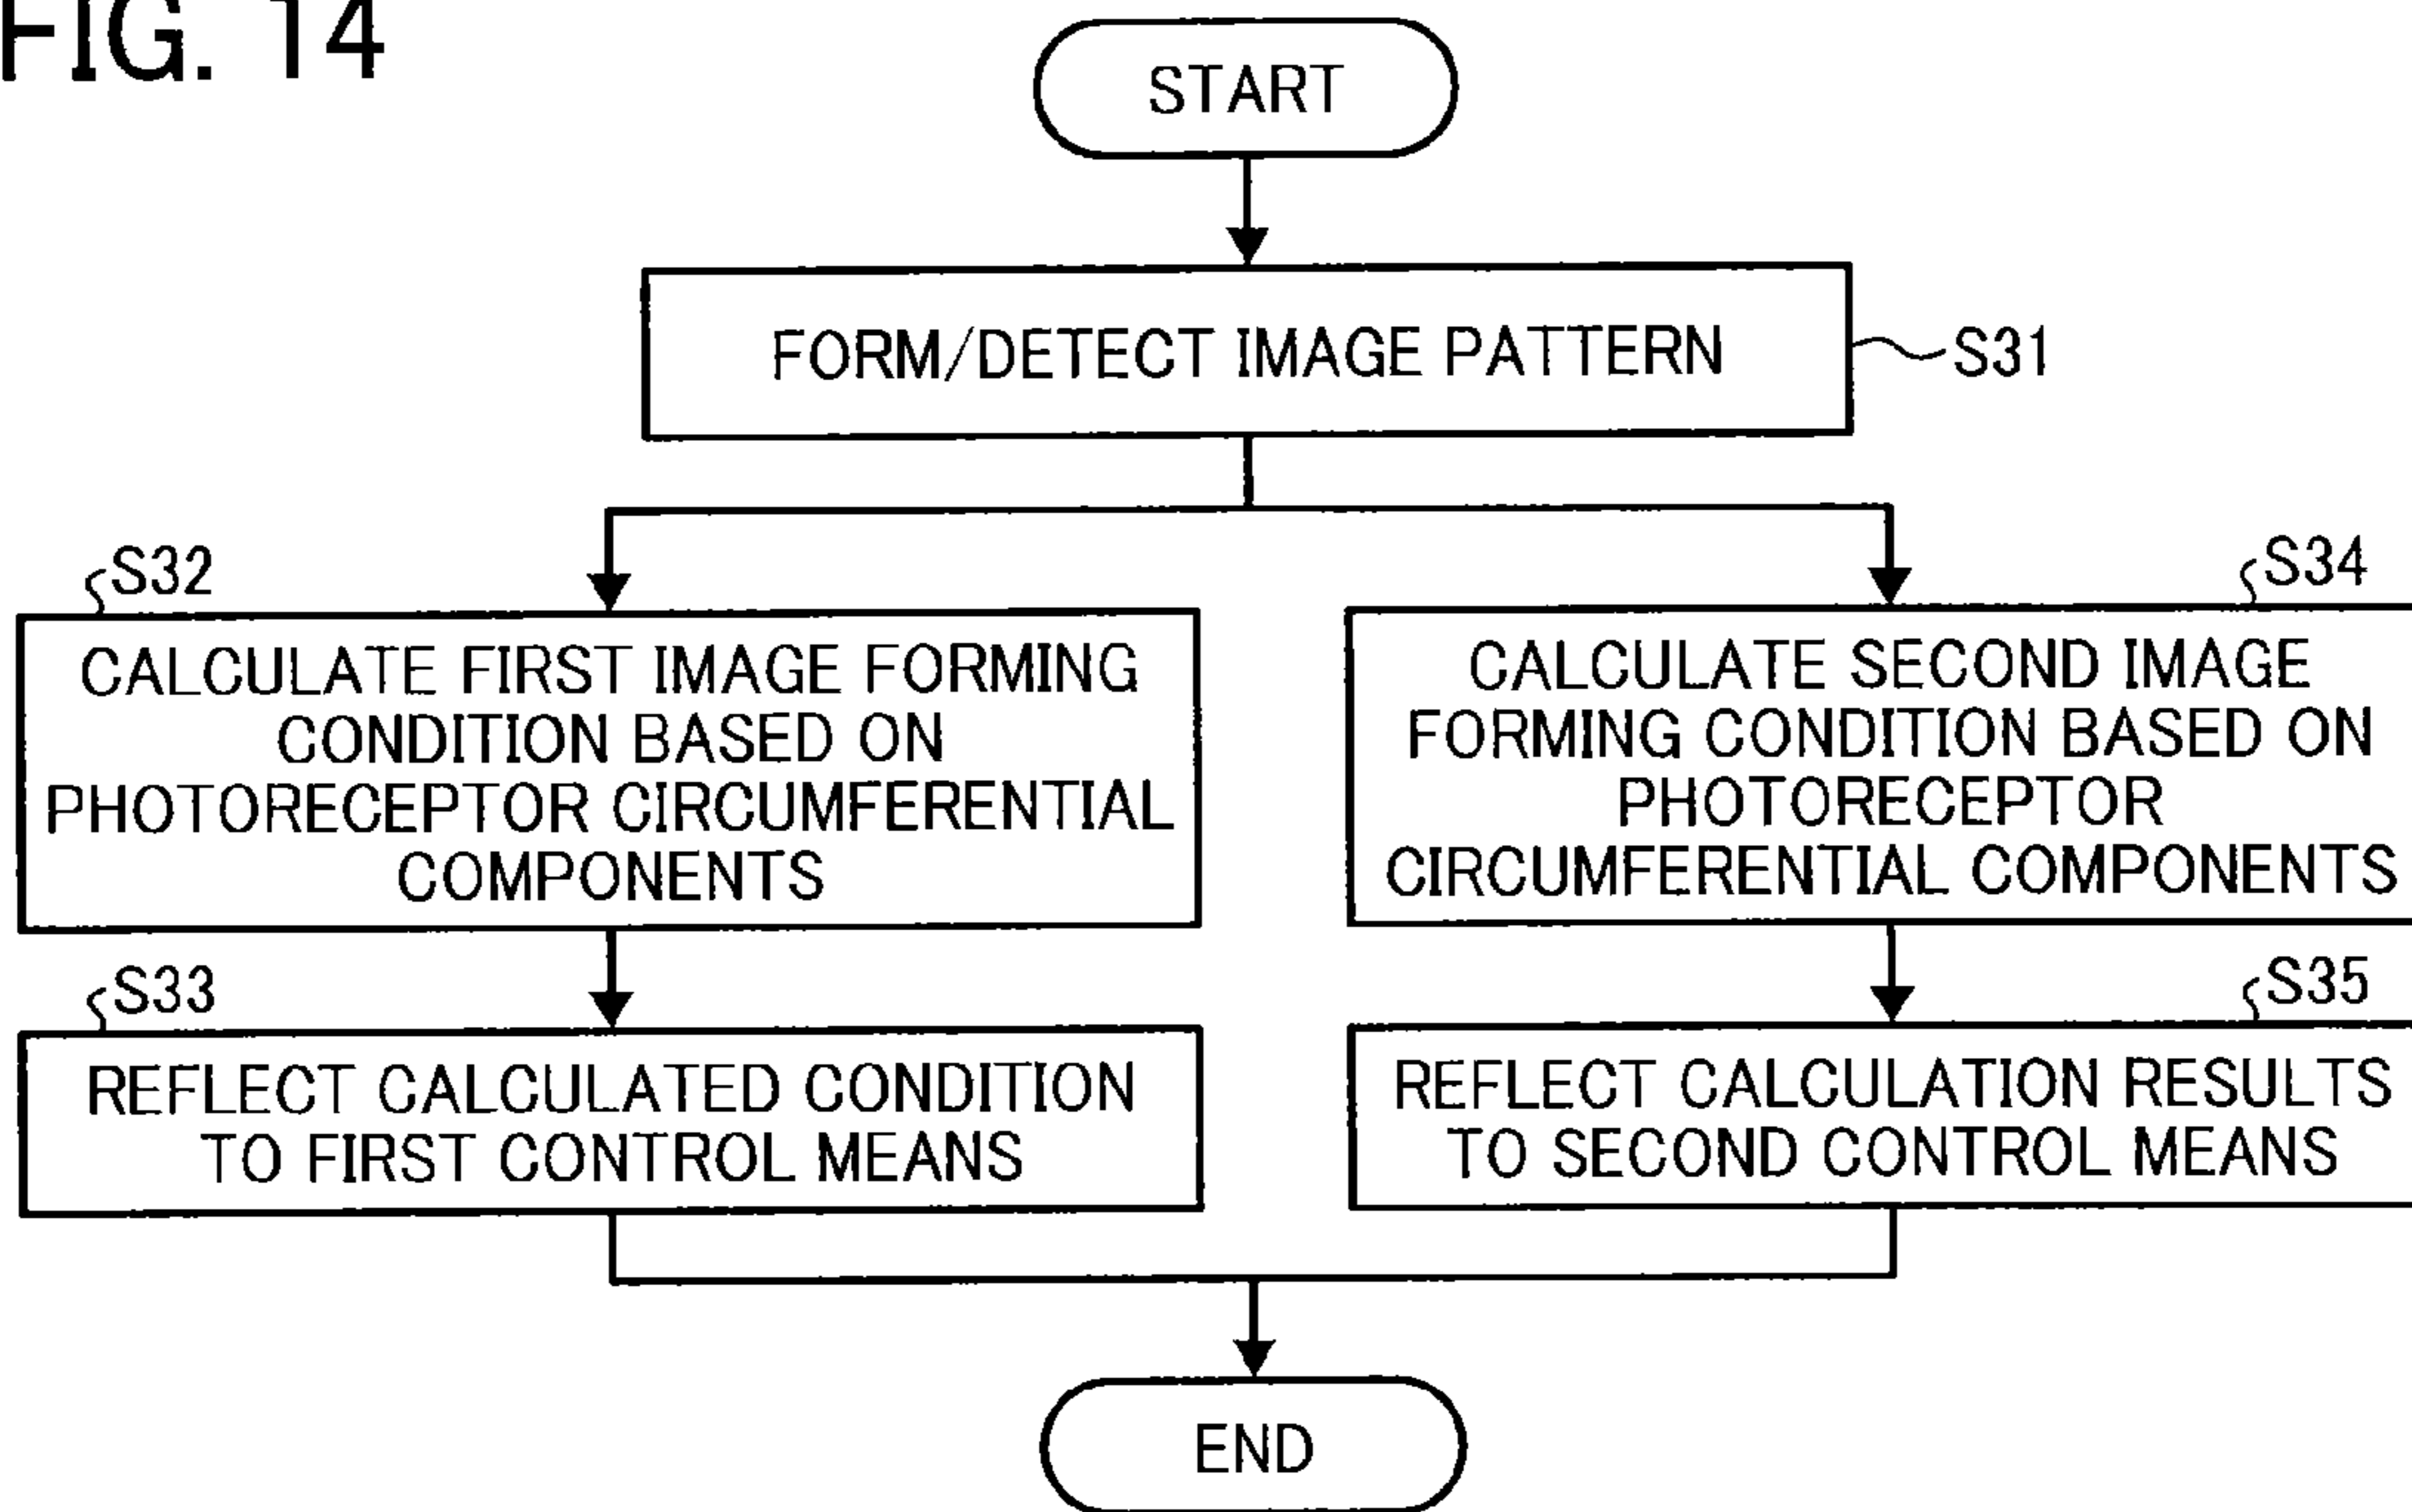 FIG. 14
START
FORM/DETECT IMAGE PATTERN
S31
S32
CALCULATE FIRST IMAGE FORMING
CONDITION BASED ON
PHOTORECEPTOR CIRCUMFERENTIAL
COMPONENTS
S34
CALCULATE SECOND IMAGE
FORMING CONDITION BASED ON
PHOTORECEPTOR
CIRCUMFERENTIAL COMPONENTS
S33
REFLECT CALCULATED CONDITION
TO FIRST CONTROL MEANS
S35
REFLECT CALCULATION RESULTS
TO SECOND CONTROL MEANS
END